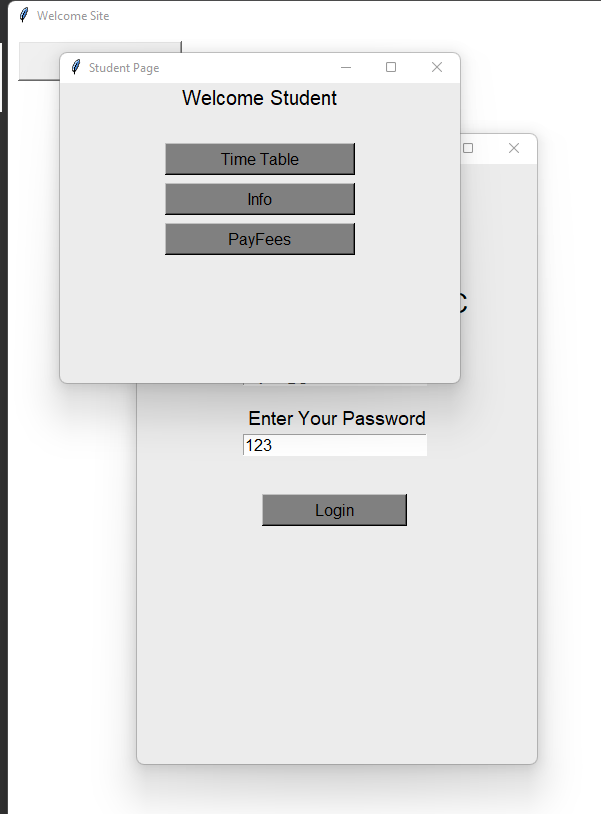 Welcome Site
Student Page
Welcome Student
Time Table
Info
PayFees
Enter Your Password
123
Login